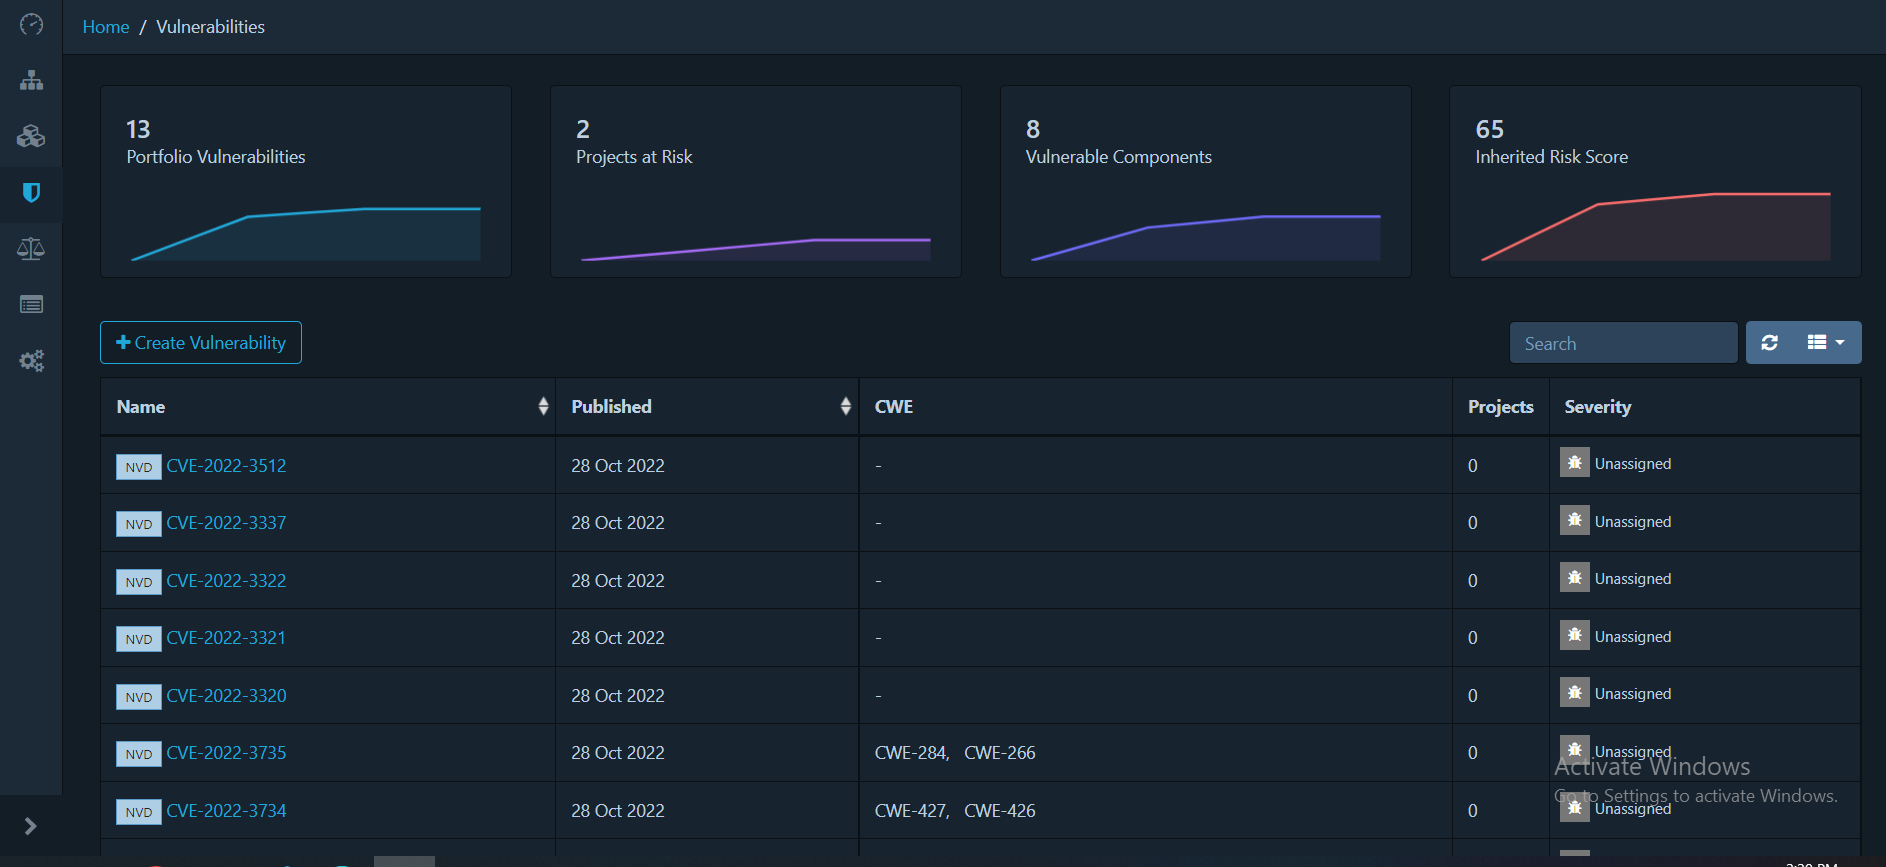 Home / Vulnerabilities
13
Portfolio Vulnerabilities
2
Projects at Risk
8
Vulnerable Components
65
Inherited Risk Score
Create Vulnerability
Search
Name Published CWE Projects Severity
NVD CVE-2022-3512 28 Oct 2022 - 0 Unassigned
NVD CVE-2022-3337 28 Oct 2022 - 0 Unassigned
NVD CVE-2022-3322 28 Oct 2022 - 0 Unassigned
NVD CVE-2022-3321 28 Oct 2022 - 0 Unassigned
NVD CVE-2022-3320 28 Oct 2022 - 0 Unassigned
NVD CVE-2022-3735 28 Oct 2022 CWE-284, CWE-266 0 Unassigned
NVD CVE-2022-3734 28 Oct 2022 CWE-427, CWE-426 0 Unassigned
Activate Windows
Go to Settings to activate Windows.